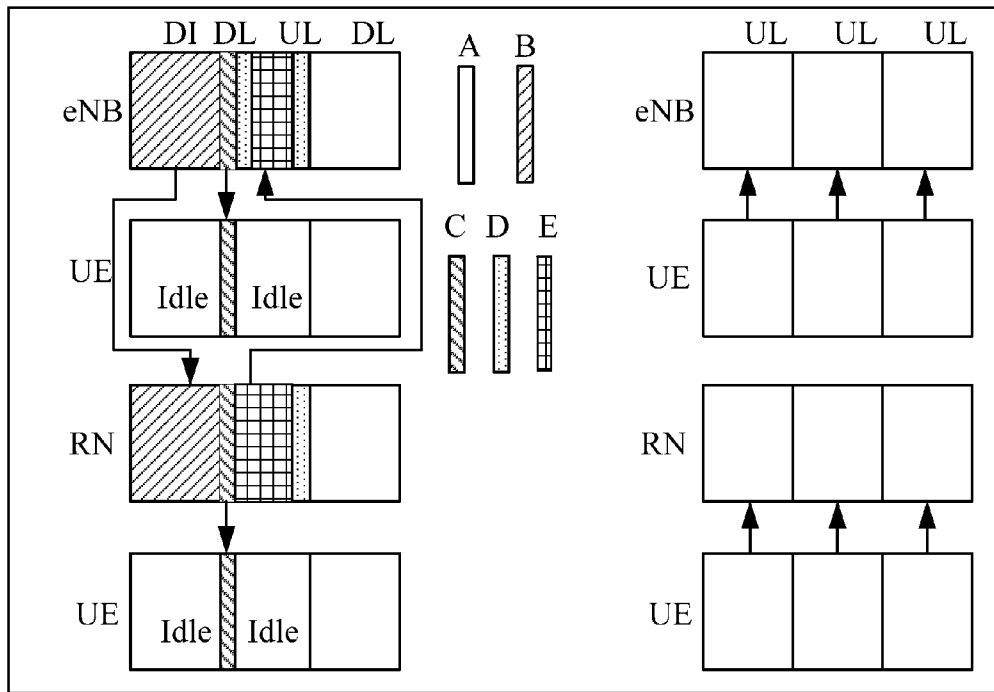 DI DL UL DL
A B
UL UL UL
eNB
eNB
C D E
UE
Idle Idle
UE
RN
RN
UE
Idle Idle
UE